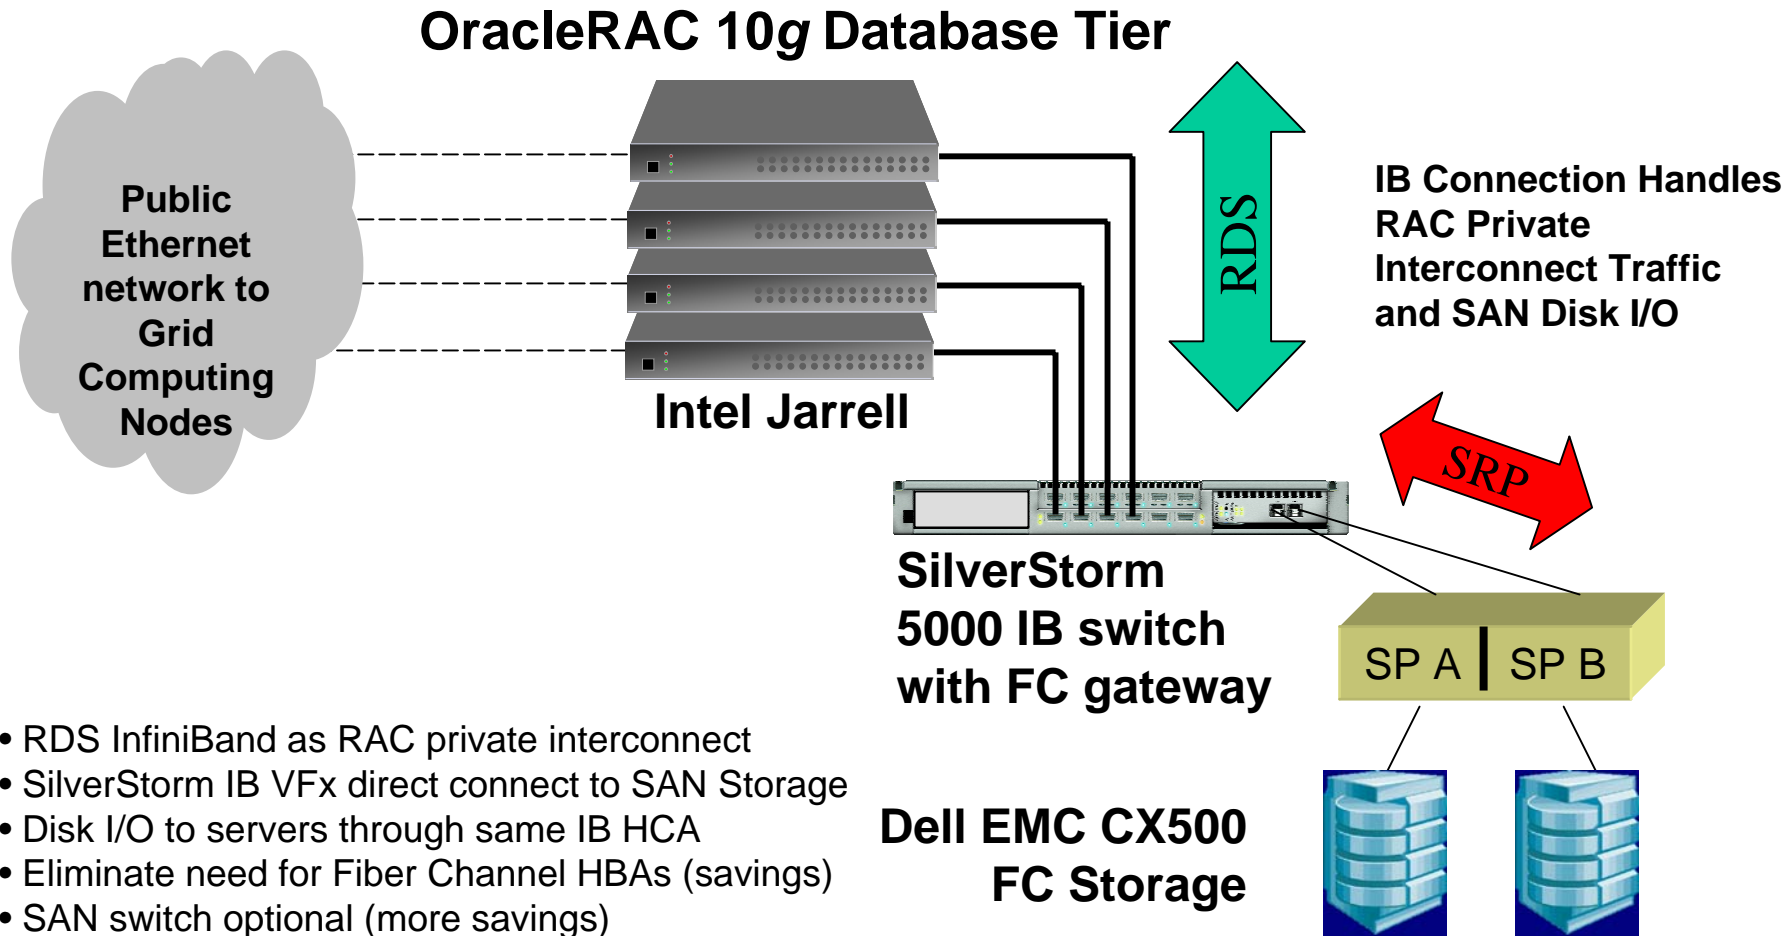 OracleRAC 10g Database Tier
Public
Ethernet
network to
Grid
Computing
Nodes
Intel Jarrell
RDS
IB Connection Handles
RAC Private
Interconnect Traffic
and SAN Disk I/O
SRP
SilverStorm
5000 IB switch
with FC gateway
SP A
SP B
• RDS InfiniBand as RAC private interconnect
• SilverStorm IB VFx direct connect to SAN Storage
• Disk I/O to servers through same IB HCA
• Eliminate need for Fiber Channel HBAs (savings)
• SAN switch optional (more savings)
Dell EMC CX500
FC Storage